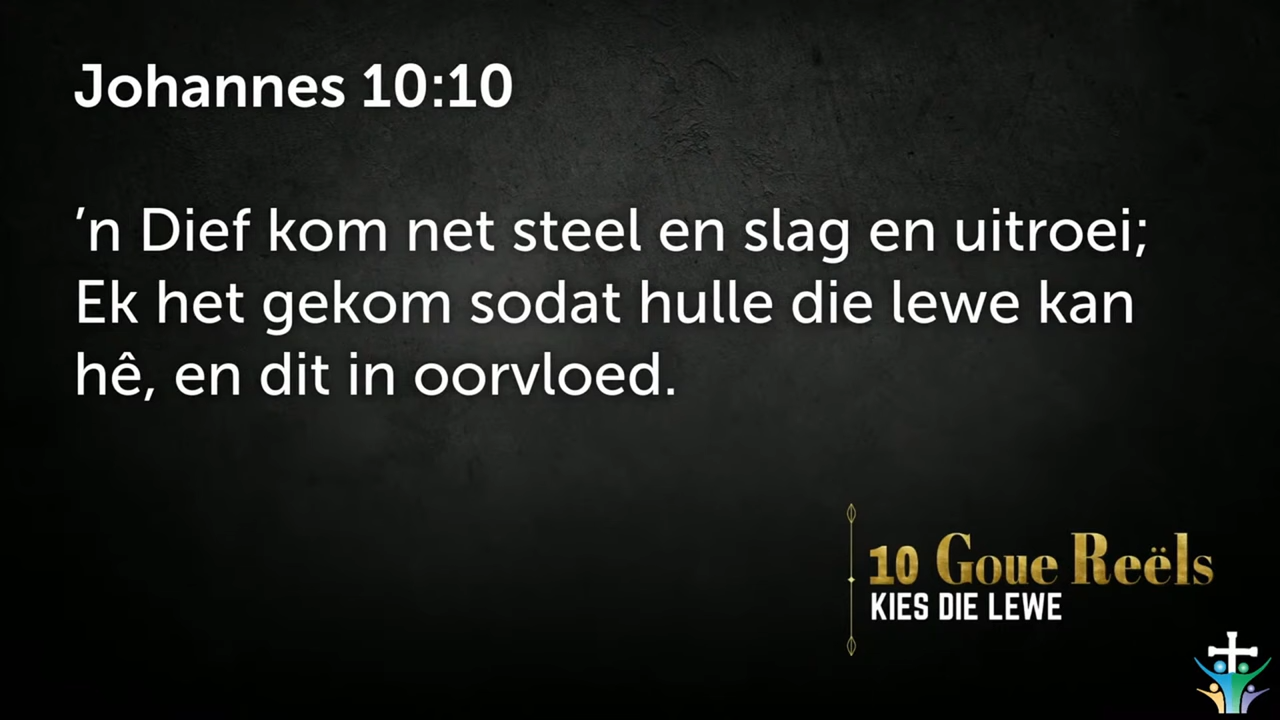 Johannes 10:10
’n Dief kom net steel en slag en uitroei;
Ek het gekom sodat hulle die lewe kan
hê, en dit in oorvloed.
10 Goue Reëls
KIES DIE LEWE